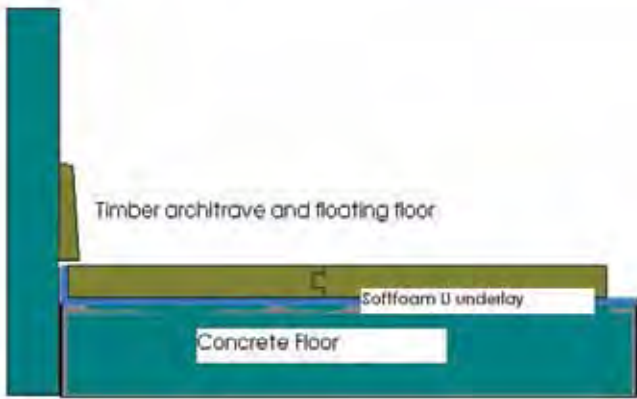 Timber architrave and floating floor
Softfoam U underlay
Concrete Floor